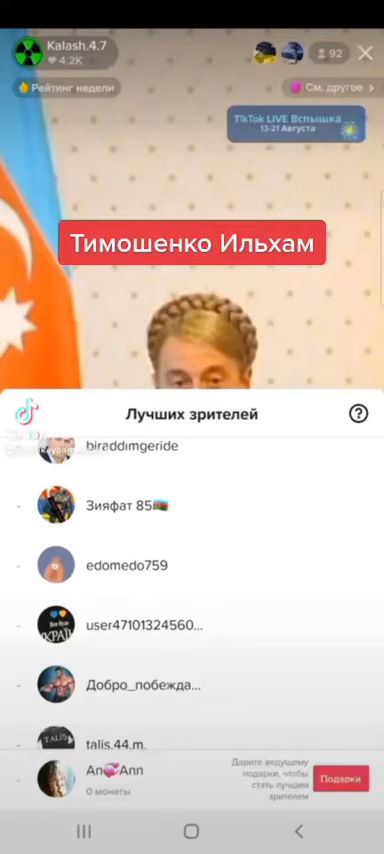 Kalash.4.7
4.2K
92
Рейтинг недели
См. другое
TikTok LIVE Вспышка
13-21 Августа
Тимошенко Ильхам
Лучших зрителей
bireddımgeride
Зияфат 85
edomedo759
user47101324560...
Добро_побежда...
TALIS
talis.44.m.
An Ann
0 монеты
Дарите ведущему
подарки, чтобы
стать лучшим
зрителем
Подарки